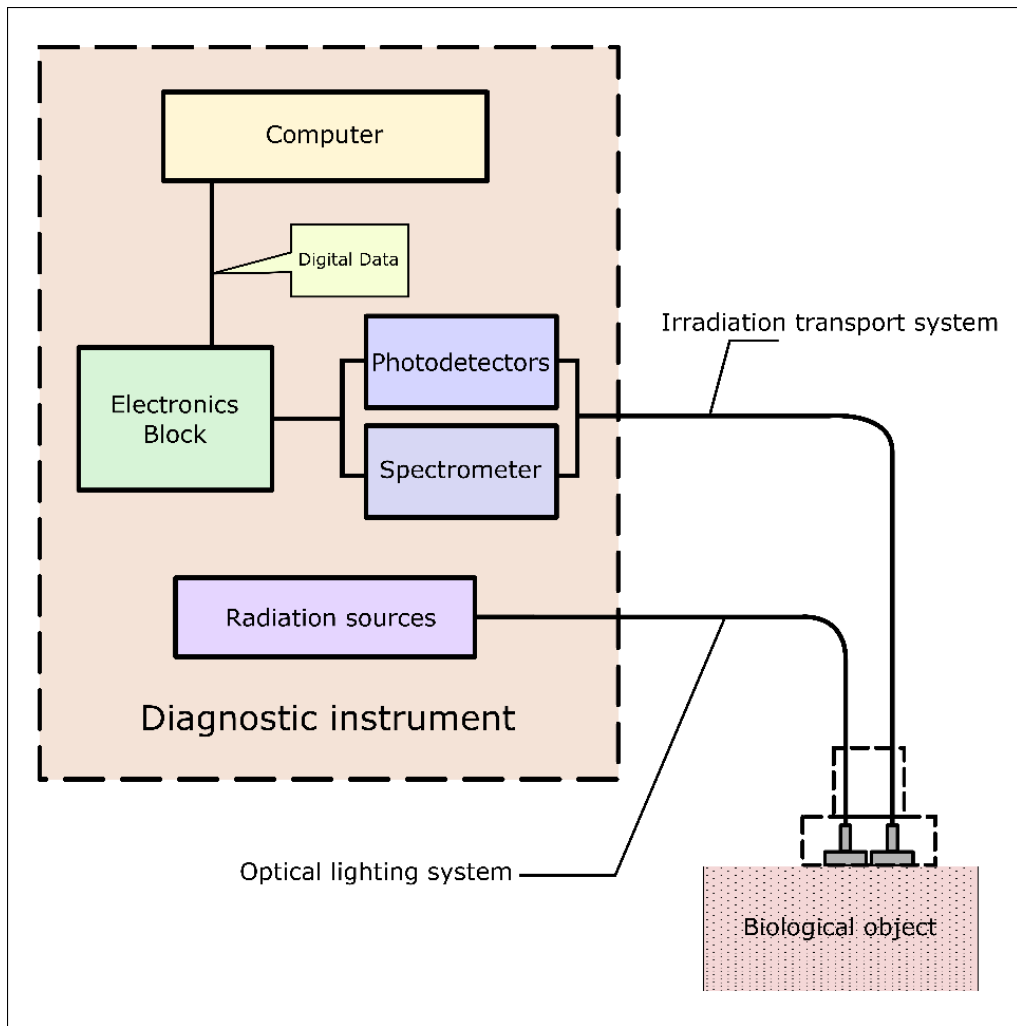 Computer
Digital Data
Irradiation transport system
Photodetectors
Electronics
Block
Spectrometer
Radiation sources
Diagnostic instrument
Optical lighting system
Biological object